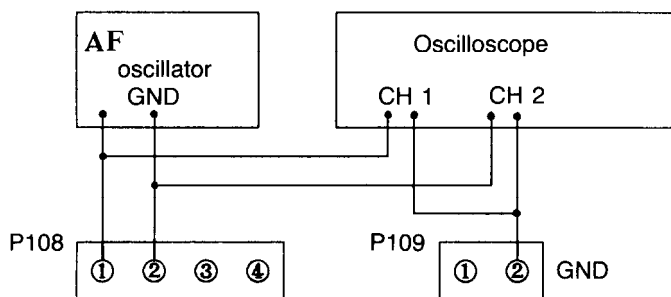 AF
oscillator
GND
Oscilloscope
CH 1 CH 2
P108
① ② ③ ④
P109
① ② GND